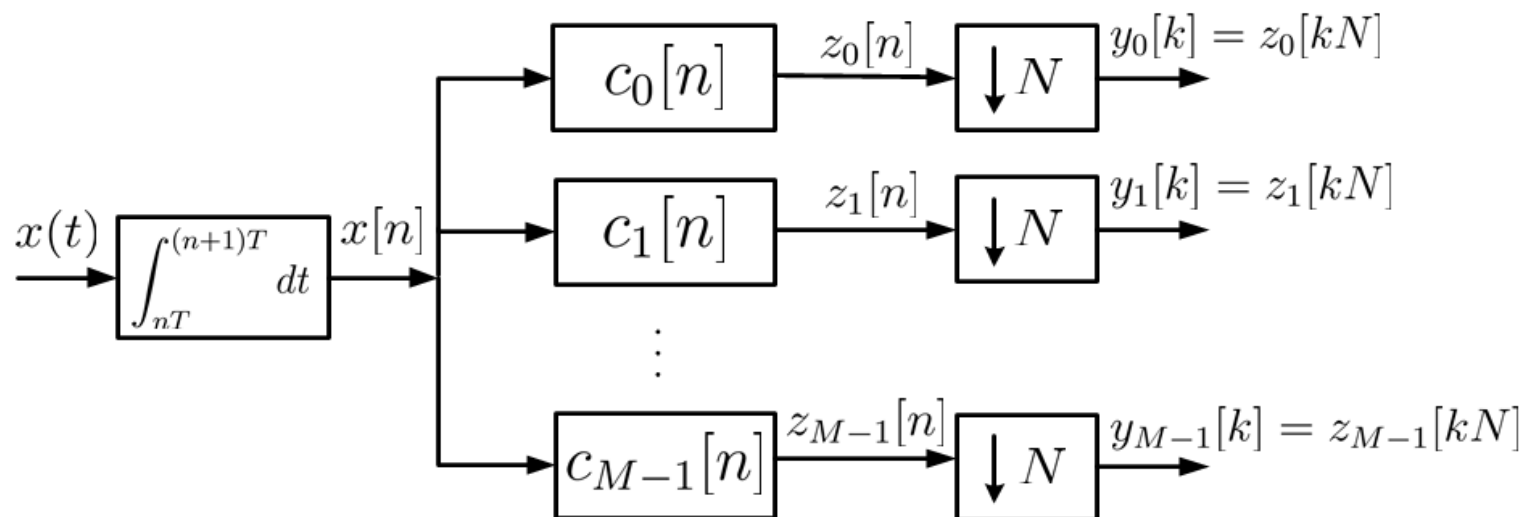 c_0[n]
z_0[n]
↓ N
y_0[k] = z_0[kN]
c_1[n]
z_1[n]
↓ N
y_1[k] = z_1[kN]
x(t)
∫_{nT}^{(n+1)T} dt
x[n]
⋮
c_{M-1}[n]
z_{M-1}[n]
↓ N
y_{M-1}[k] = z_{M-1}[kN]